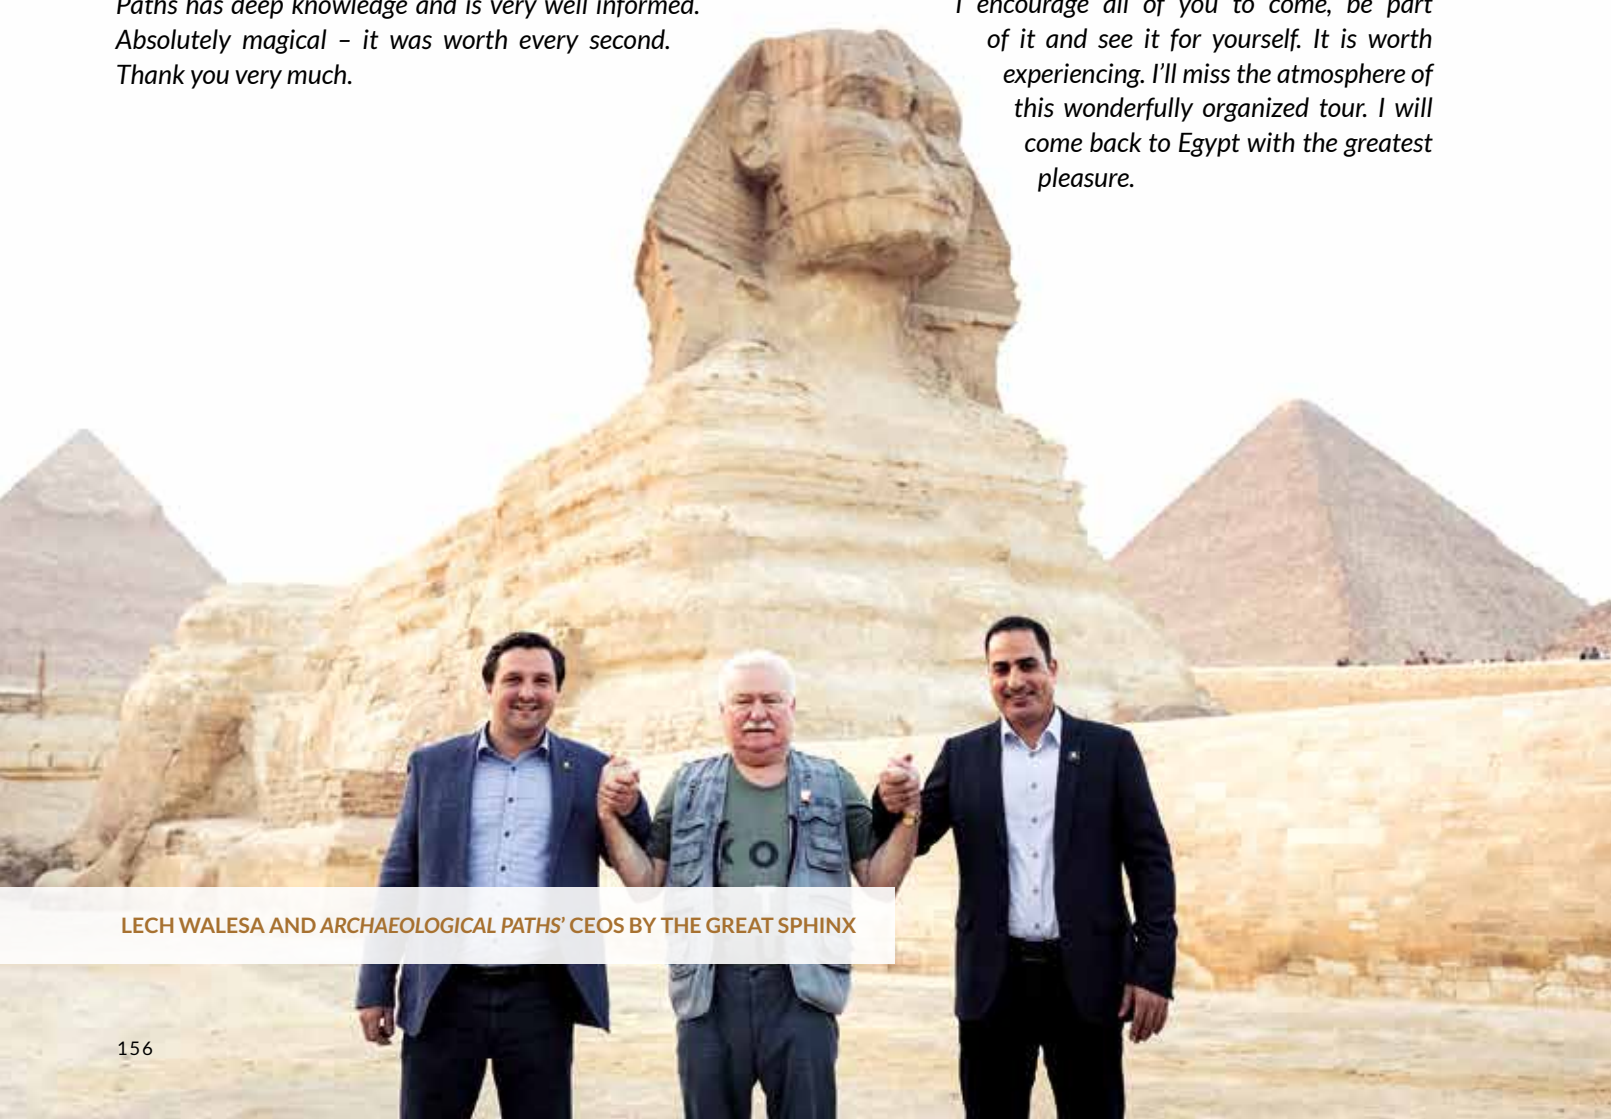 Paths has deep knowledge and is very well informed.
Absolutely magical – it was worth every second.
Thank you very much.
I encourage all of you to come, be part
of it and see it for yourself. It is worth
experiencing. I’ll miss the atmosphere of
this wonderfully organized tour. I will
come back to Egypt with the greatest
pleasure.
KO
LECH WALESA AND ARCHAEOLOGICAL PATHS’ CEOS BY THE GREAT SPHINX
156